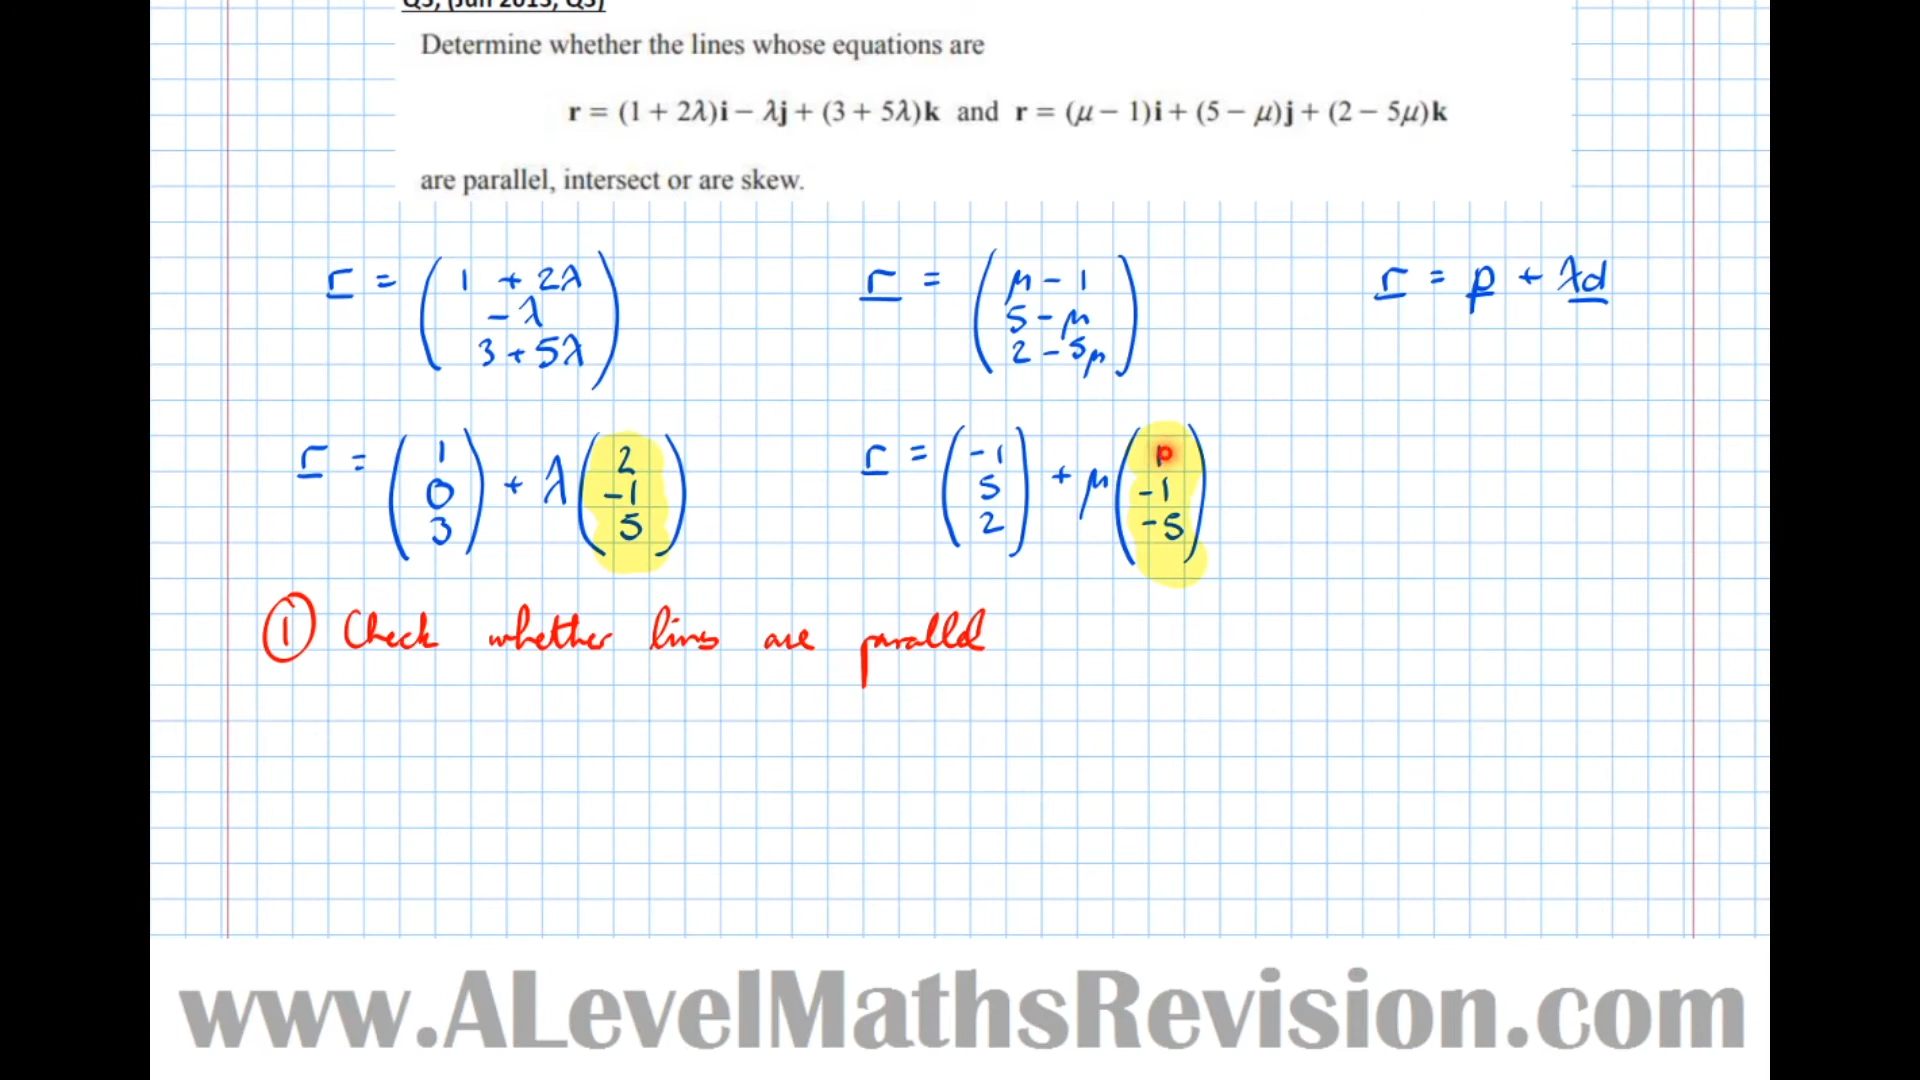 Determine whether the lines whose equations are
r = (1 + 2λ)i − λj + (3 + 5λ)k and r = (μ − 1)i + (5 − μ)j + (2 − 5μ)k
are parallel, intersect or are skew.
r = ( 1 + 2λ
-λ
3 + 5λ )
r = ( μ - 1
5 - μ
2 - 5μ )
r = p + λd
r = ( 1
0
3 ) + λ ( 2
-1
5 )
r = ( -1
5
2 ) + μ (
-1
-5 )
① Check whether lines are parallel
www.ALevelMathsRevision.com